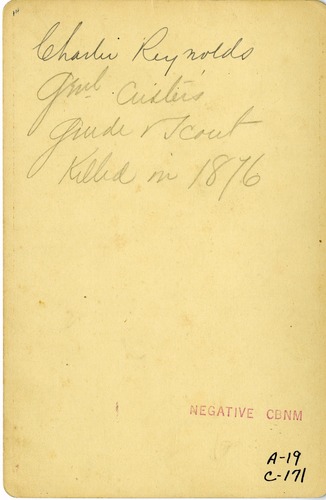 Charlie Reynolds
Genl. Custer's
Guide & Scout
Killed in 1876
NEGATIVE CBNM
A-19
C-171